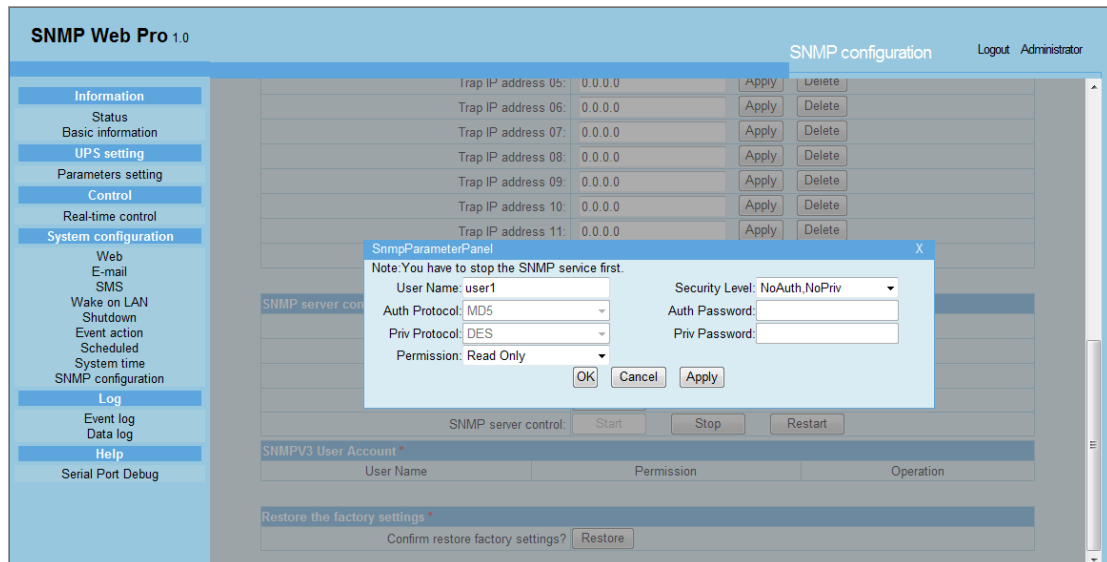 SNMP Web Pro 1.0
SNMP configuration Logout Administrator
Information
Status
Basic information
UPS setting
Parameters setting
Control
Real-time control
System configuration
Web
E-mail
SMS
Wake on LAN
Shutdown
Event action
Scheduled
System time
SNMP configuration
Log
Event log
Data log
Help
Serial Port Debug
Trap IP address 05: 0.0.0.0 Apply Delete
Trap IP address 06: 0.0.0.0 Apply Delete
Trap IP address 07: 0.0.0.0 Apply Delete
Trap IP address 08: 0.0.0.0 Apply Delete
Trap IP address 09: 0.0.0.0 Apply Delete
Trap IP address 10: 0.0.0.0 Apply Delete
Trap IP address 11: 0.0.0.0 Apply Delete
SnmpParameterPanel X
Note:You have to stop the SNMP service first.
User Name: user1 Security Level: NoAuth,NoPriv
Auth Protocol: MD5 Auth Password:
Priv Protocol: DES Priv Password:
Permission: Read Only
OK Cancel Apply
SNMP server con
SNMP server control: Start Stop Restart
SNMPV3 User Account *
User Name Permission Operation
Restore the factory settings *
Confirm restore factory settings? Restore